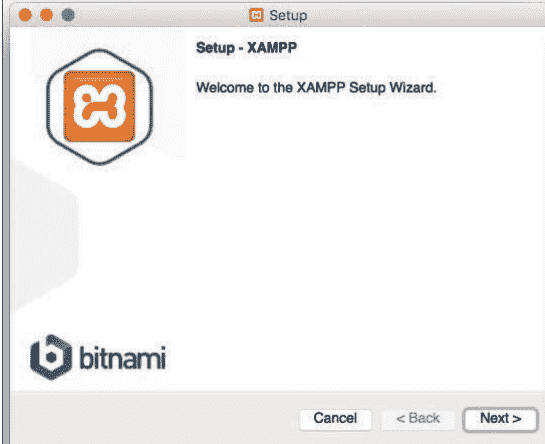 Setup
Setup - XAMPP
Welcome to the XAMPP Setup Wizard.
bitnami
Cancel
< Back
Next >